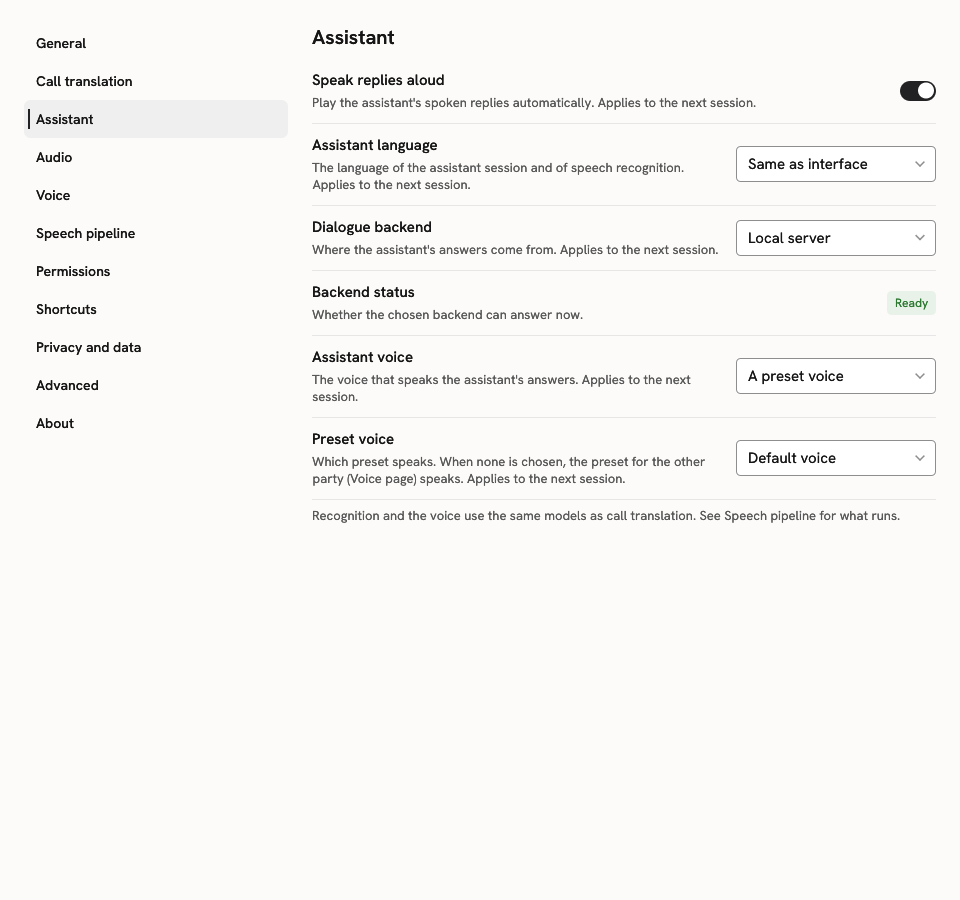 General
Call translation
Assistant
Audio
Voice
Speech pipeline
Permissions
Shortcuts
Privacy and data
Advanced
About
Assistant
Speak replies aloud
Play the assistant's spoken replies automatically. Applies to the next session.
Assistant language
The language of the assistant session and of speech recognition.
Applies to the next session.
Same as interface
Dialogue backend
Where the assistant's answers come from. Applies to the next session.
Local server
Backend status
Whether the chosen backend can answer now.
Ready
Assistant voice
The voice that speaks the assistant's answers. Applies to the next
session.
A preset voice
Preset voice
Which preset speaks. When none is chosen, the preset for the other
party (Voice page) speaks. Applies to the next session.
Default voice
Recognition and the voice use the same models as call translation. See Speech pipeline for what runs.